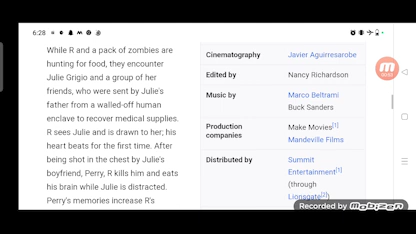 6:28
While R and a pack of zombies are
hunting for food, they encounter
Julie Grigio and a group of her
friends, who were sent by Julie's
father from a walled-off human
enclave to recover medical supplies.
R sees Julie and is drawn to her; his
heart beats for the first time. After
being shot in the chest by Julie's
boyfriend, Perry, R kills him and eats
his brain while Julie is distracted.
Perry's memories increase R's
Cinematography Javier Aguirresarobe
Edited by Nancy Richardson
Music by Marco Beltrami
Buck Sanders
Production companies Make Movies[1]
Mandeville Films
Distributed by Summit
Entertainment[1]
(through
Lionsgate[2])
Recorded by MOBIZEN